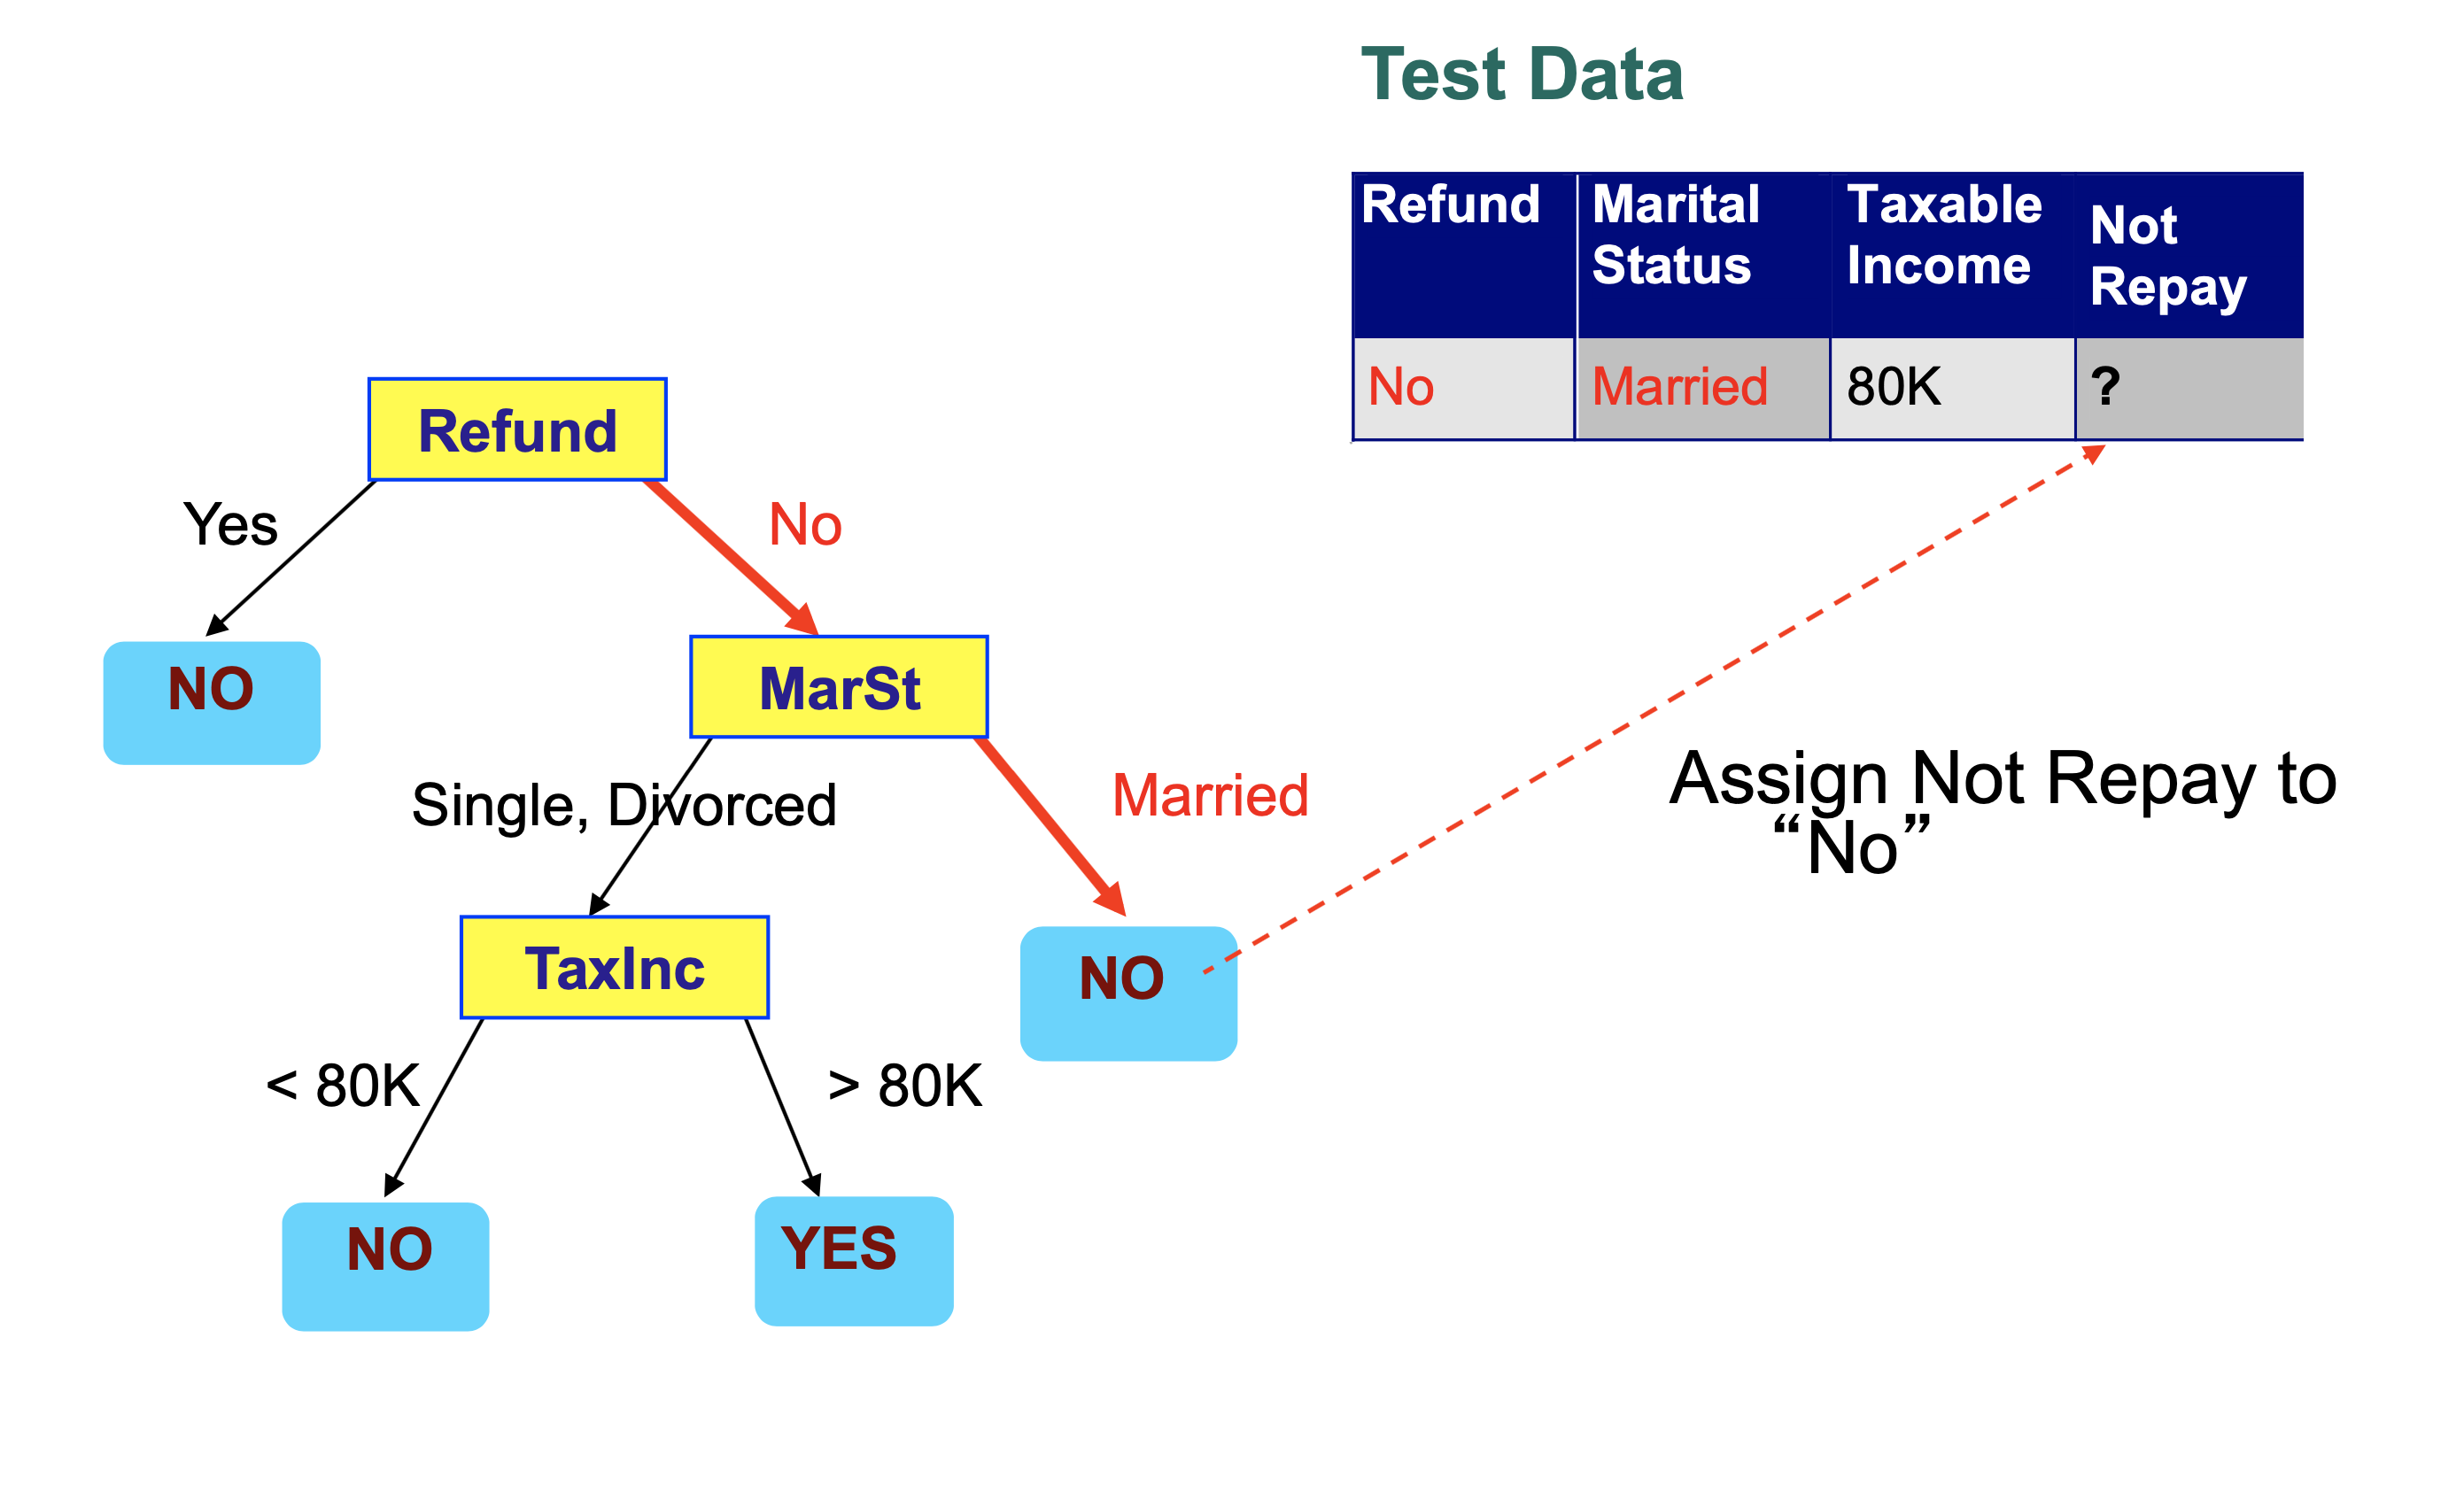 Test Data
Refund
Marital
Status
Taxable
Income
Not
Repay
No
Married
80K
?
Refund
Yes
No
NO
MarSt
Single, Divorced
Married
Assign Not Repay to
“No”
TaxInc
NO
< 80K
> 80K
NO
YES